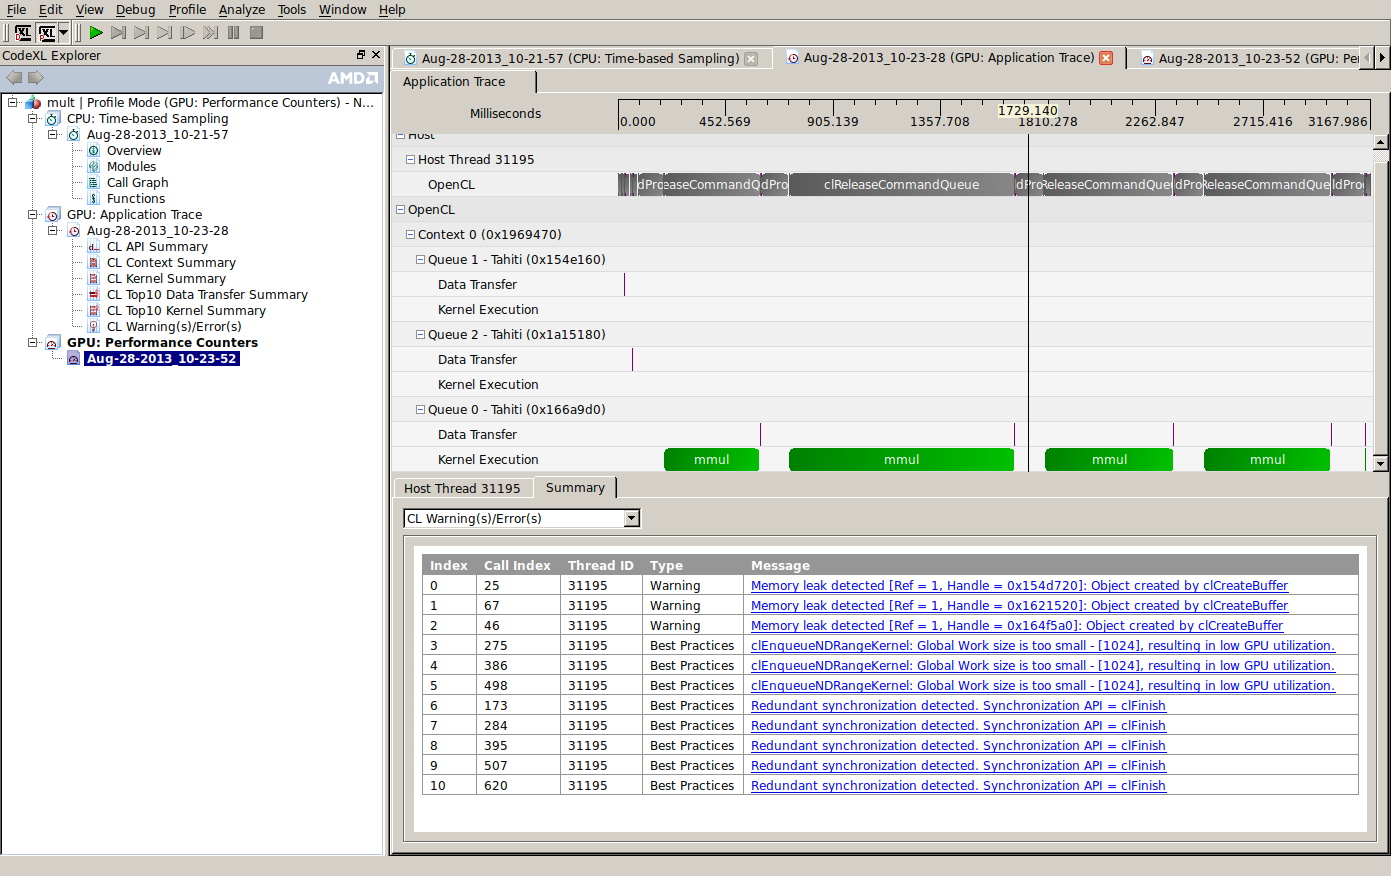 File Edit View Debug Profile Analyze Tools Window Help
CodeXL Explorer
AMD
mult | Profile Mode (GPU: Performance Counters) - N...
CPU: Time-based Sampling
Aug-28-2013_10-21-57
Overview
Modules
Call Graph
Functions
GPU: Application Trace
Aug-28-2013_10-23-28
CL API Summary
CL Context Summary
CL Kernel Summary
CL Top10 Data Transfer Summary
CL Top10 Kernel Summary
CL Warning(s)/Error(s)
GPU: Performance Counters
Aug-28-2013_10-23-52
Aug-28-2013_10-21-57 (CPU: Time-based Sampling) Aug-28-2013_10-23-28 (GPU: Application Trace) Aug-28-2013_10-23-52 (GPU: Pe
Application Trace
Milliseconds
1729.140
0.000 452.569 905.139 1357.708 1810.278 2262.847 2715.416 3167.986
Host
Host Thread 31195
OpenCL dPro easeCommandQ dPro clReleaseCommandQueue dPro ReleaseCommandQue dPro ReleaseCommandQue ldPro
OpenCL
Context 0 (0x1969470)
Queue 1 - Tahiti (0x154e160)
Data Transfer
Kernel Execution
Queue 2 - Tahiti (0x1a15180)
Data Transfer
Kernel Execution
Queue 0 - Tahiti (0x166a9d0)
Data Transfer
Kernel Execution mmul mmul mmul mmul
Host Thread 31195 Summary
CL Warning(s)/Error(s)
Index Call Index Thread ID Type Message
0 25 31195 Warning Memory leak detected [Ref = 1, Handle = 0x154d720]: Object created by clCreateBuffer
1 67 31195 Warning Memory leak detected [Ref = 1, Handle = 0x1621520]: Object created by clCreateBuffer
2 46 31195 Warning Memory leak detected [Ref = 1, Handle = 0x164f5a0]: Object created by clCreateBuffer
3 275 31195 Best Practices clEnqueueNDRangeKernel: Global Work size is too small - [1024], resulting in low GPU utilization.
4 386 31195 Best Practices clEnqueueNDRangeKernel: Global Work size is too small - [1024], resulting in low GPU utilization.
5 498 31195 Best Practices clEnqueueNDRangeKernel: Global Work size is too small - [1024], resulting in low GPU utilization.
6 173 31195 Best Practices Redundant synchronization detected. Synchronization API = clFinish
7 284 31195 Best Practices Redundant synchronization detected. Synchronization API = clFinish
8 395 31195 Best Practices Redundant synchronization detected. Synchronization API = clFinish
9 507 31195 Best Practices Redundant synchronization detected. Synchronization API = clFinish
10 620 31195 Best Practices Redundant synchronization detected. Synchronization API = clFinish